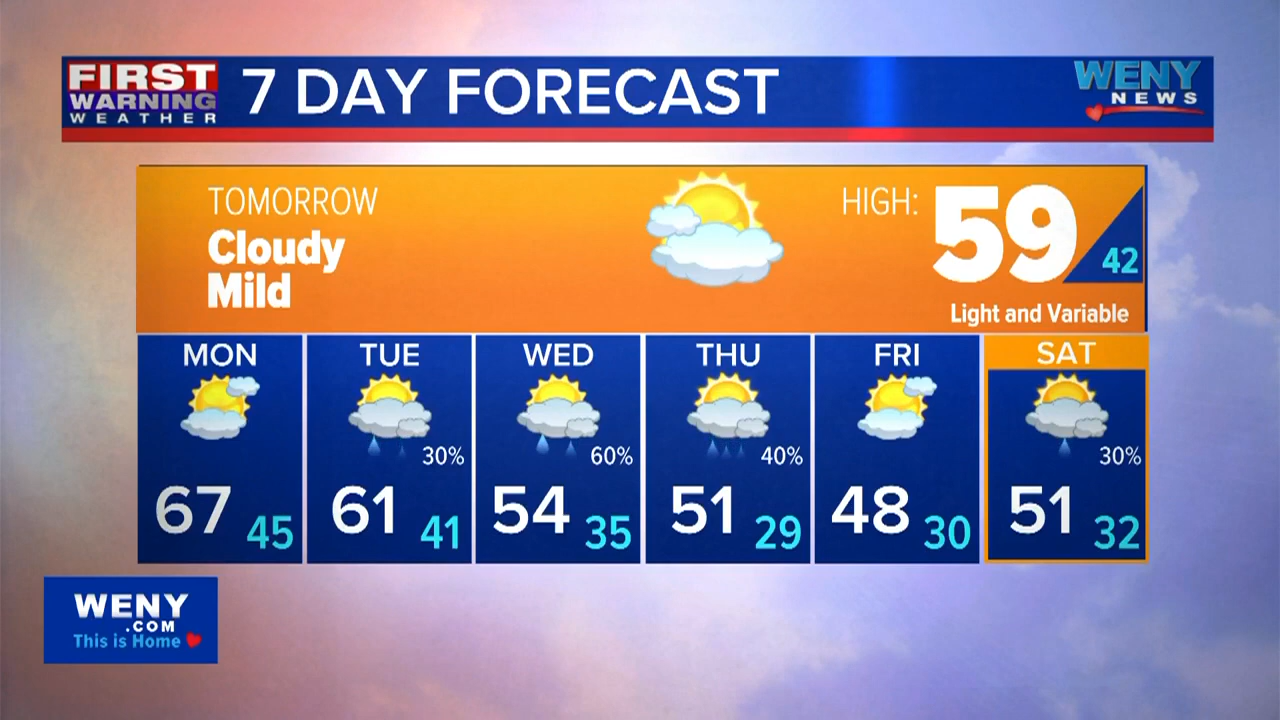 FIRST
WARNING
WEATHER
7 DAY FORECAST
WENY
NEWS
TOMORROW
Cloudy
Mild
HIGH: 59
42
Light and Variable
MON TUE WED THU FRI SAT
30% 60% 40% 30%
67 45 61 41 54 35 51 29 48 30 51 32
WENY
.COM
This is Home